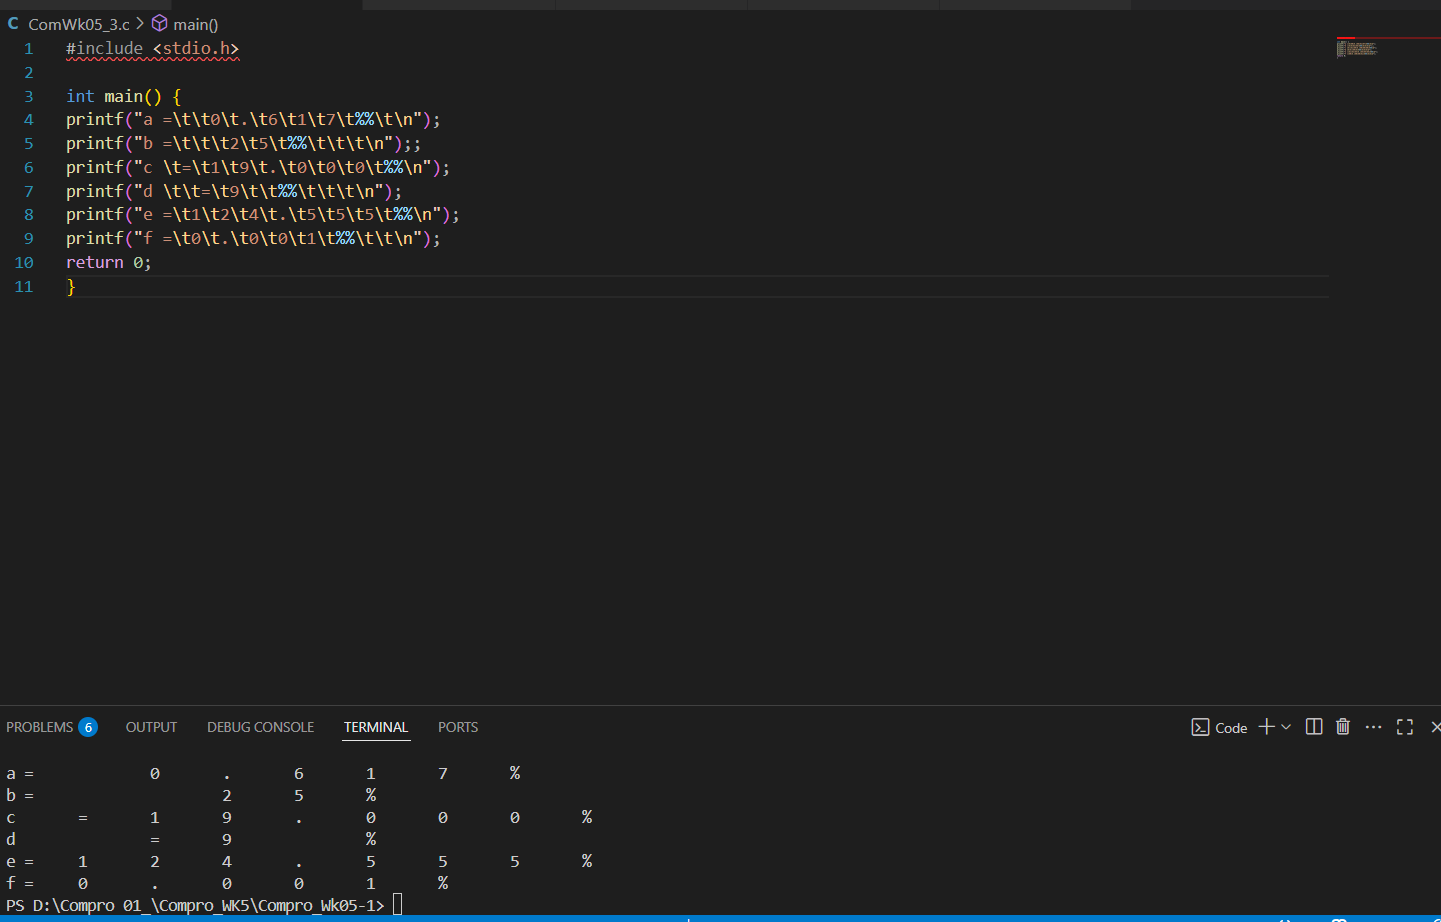 C ComWk05_3.c > main()
1 #include <stdio.h>
2
3 int main() {
4 printf("a =\t\t0\t.\t6\t1\t7\t%%\t\n");
5 printf("b =\t\t\t2\t5\t%%\t\t\t\n");;
6 printf("c \t=\t1\t9\t.\t0\t0\t0\t%%\n");
7 printf("d \t\t=\t9\t\t%%\t\t\t\n");
8 printf("e =\t1\t2\t4\t.\t5\t5\t5\t%%\n");
9 printf("f =\t0\t.\t0\t0\t1\t%%\t\t\n");
10 return 0;
11 }
PROBLEMS 6 OUTPUT DEBUG CONSOLE TERMINAL PORTS Code
a = 0 . 6 1 7 %
b = 2 5 %
c = 1 9 . 0 0 0 %
d = 9 %
e = 1 2 4 . 5 5 5 %
f = 0 . 0 0 1 %
PS D:\Compro 01_\Compro_WK5\Compro_Wk05-1>